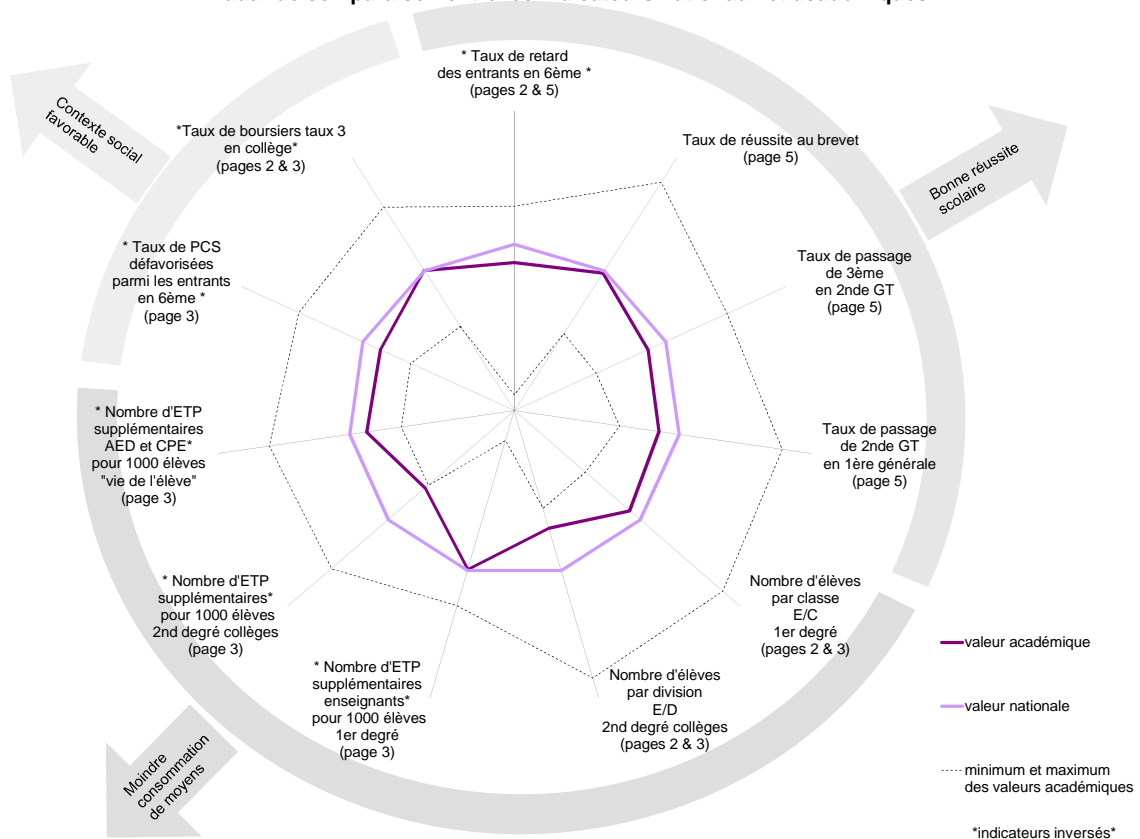 * Taux de retard
des entrants en 6ème *
(pages 2 & 5)
Taux de réussite au brevet
(page 5)
Bonne réussite
scolaire
Taux de passage
de 3ème
en 2nde GT
(page 5)
Taux de passage
de 2nde GT
en 1ère générale
(page 5)
Nombre d'élèves
par classe
E/C
1er degré
(pages 2 & 3)
Nombre d'élèves
par division
E/D
2nd degré collèges
(pages 2 & 3)
* Nombre d'ETP
supplémentaires
enseignants*
pour 1000 élèves
1er degré
(page 3)
* Nombre d'ETP
supplémentaires*
pour 1000 élèves
2nd degré collèges
(page 3)
Moindre
consommation
de moyens
* Nombre d'ETP
supplémentaires
AED et CPE*
pour 1000 élèves
"vie de l'élève"
(page 3)
* Taux de PCS
défavorisées
parmi les entrants
en 6ème *
(page 3)
*Taux de boursiers taux 3
en collège*
(pages 2 & 3)
Contexte social
favorable
valeur académique
valeur nationale
minimum et maximum
des valeurs académiques
*indicateurs inversés*